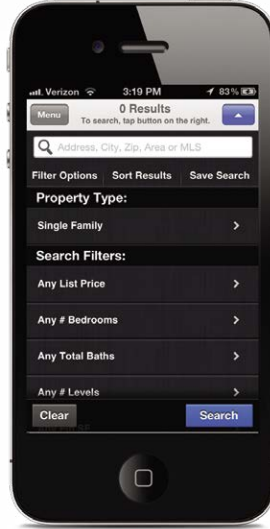 Verizon 3:19 PM 83%
Menu
0 Results
To search, tap button on the right.
Address, City, Zip, Area or MLS
Filter Options Sort Results Save Search
Property Type:
Single Family
Search Filters:
Any List Price
Any # Bedrooms
Any Total Baths
Any # Levels
Clear Search